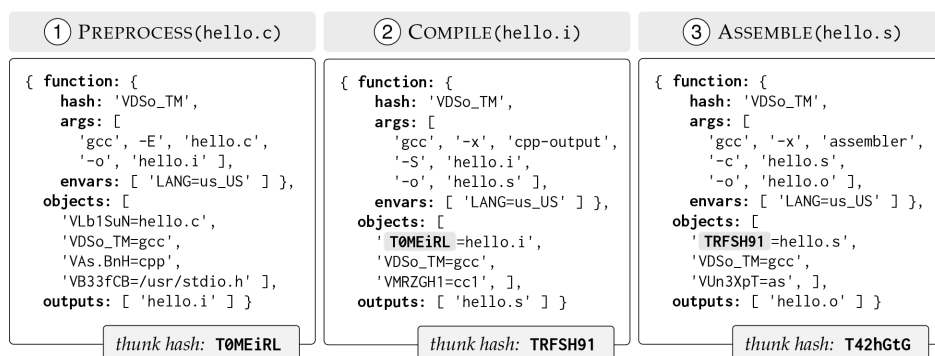 1 PREPROCESS(hello.c)
{ function: {
hash: 'VDSo_TM',
args: [
'gcc', -E', 'hello.c',
'-o', 'hello.i' ],
envars: [ 'LANG=us_US' ] },
objects: [
'VLb1SuN=hello.c',
'VDSo_TM=gcc',
'VAs.BnH=cpp',
'VB33fCB=/usr/stdio.h' ],
outputs: [ 'hello.i' ] }
thunk hash: T0MEiRL
2 COMPILE(hello.i)
{ function: {
hash: 'VDSo_TM',
args: [
'gcc', '-x', 'cpp-output',
'-S', 'hello.i',
'-o', 'hello.s' ],
envars: [ 'LANG=us_US' ] },
objects: [
'T0MEiRL=hello.i',
'VDSo_TM=gcc',
'VMRZGH1=cc1', ],
outputs: [ 'hello.s' ] }
thunk hash: TRFSH91
3 ASSEMBLE(hello.s)
{ function: {
hash: 'VDSo_TM',
args: [
'gcc', '-x', 'assembler',
'-c', 'hello.s',
'-o', 'hello.o' ],
envars: [ 'LANG=us_US' ] },
objects: [
'TRFSH91=hello.s',
'VDSo_TM=gcc',
'VUn3XpT=as', ],
outputs: [ 'hello.o' ] }
thunk hash: T42hGtG